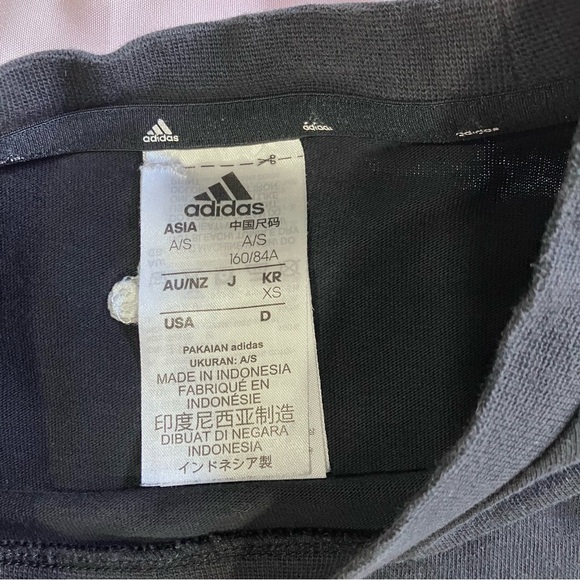 adidas
adidas
adidas
adidas
ASIA 中国尺码
A/S A/S
160/84A
AU/NZ J KR
XS
USA D
PAKAIAN adidas
UKURAN: A/S
MADE IN INDONESIA
FABRIQUÉ EN
INDONÉSIE
印度尼西亚制造
DIBUAT DI NEGARA
INDONESIA
インドネシア製